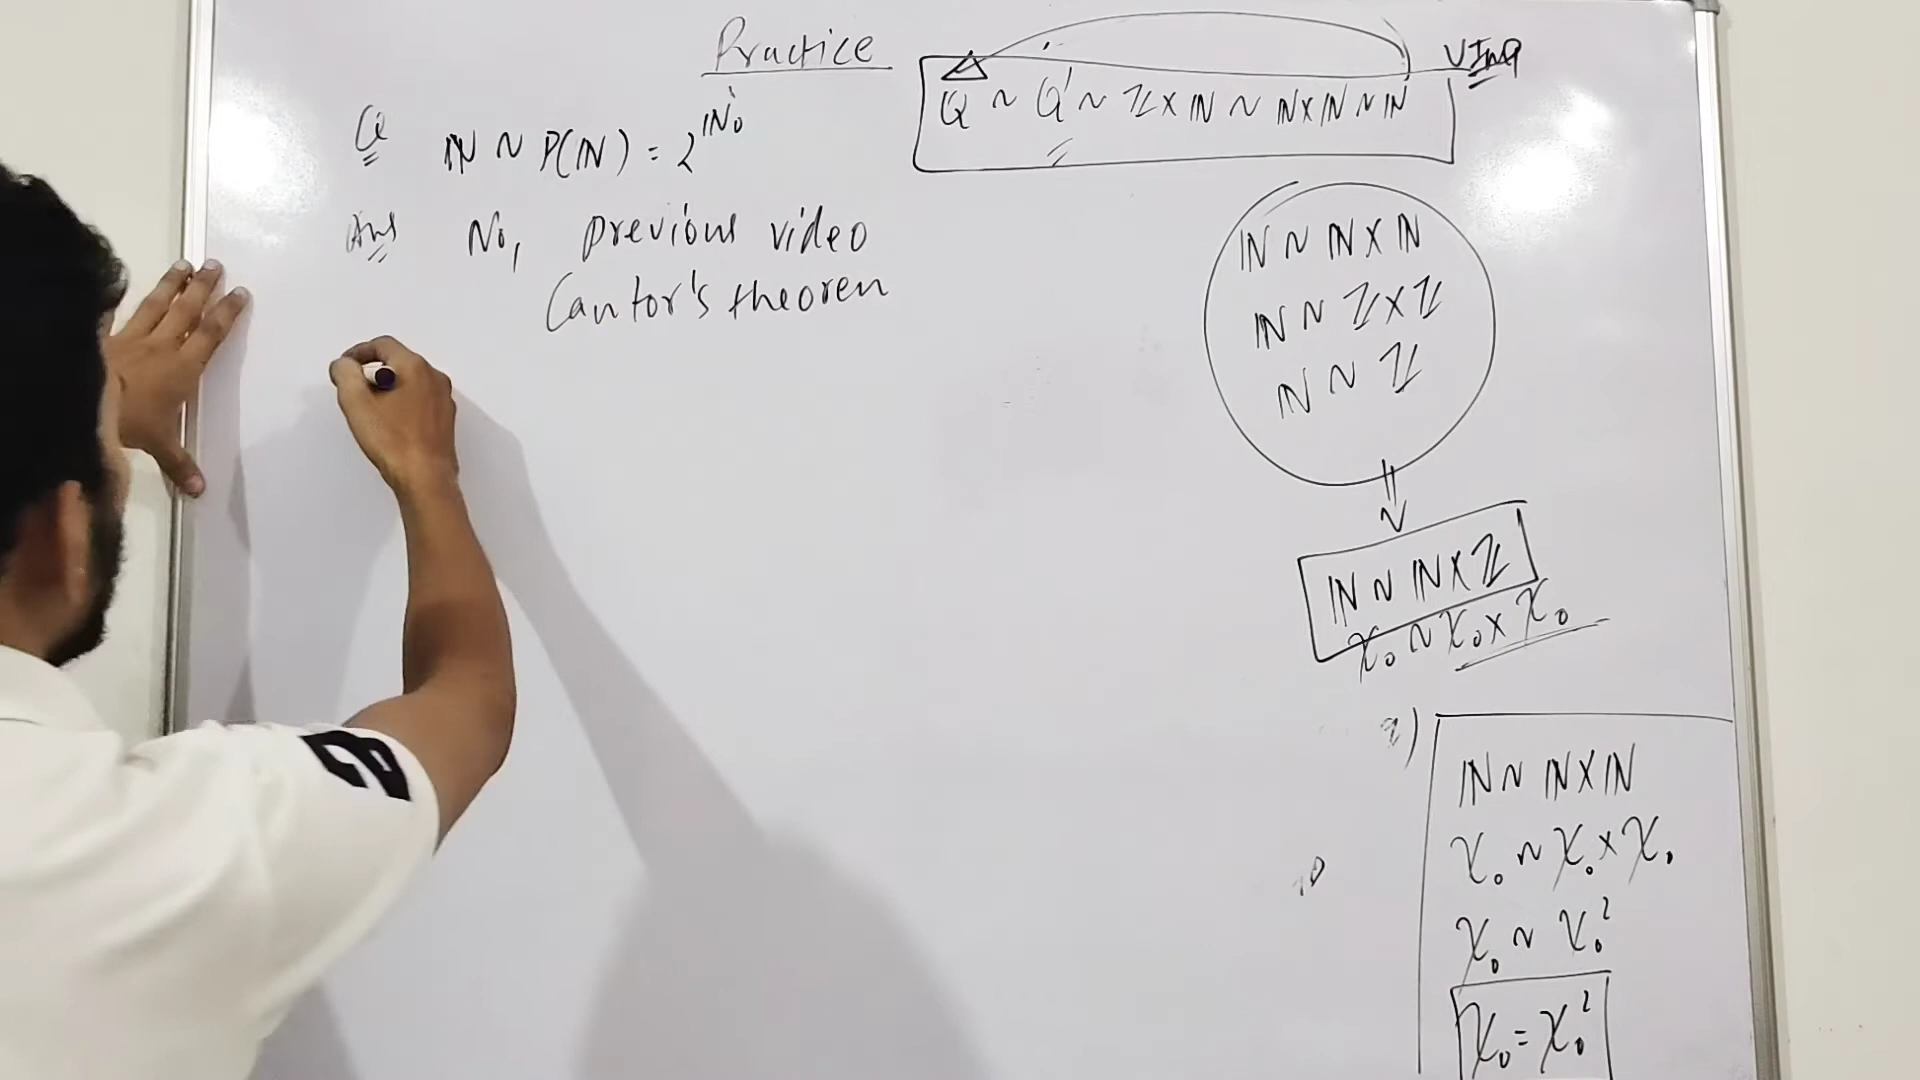 Practice
V Imp
Q ~ Q' ~ ℤ × ℕ ~ ℕ × ℕ ~ ℕ
Q ℕ ~ P(ℕ) = 2^ℕ₀
Ans No, previous video
Cantor's theorem
ℕ ~ ℕ × ℕ
ℕ ~ ℤ × ℤ
ℕ ~ ℤ
⇓
ℕ ~ ℕ × ℤ
χ₀ ~ χ₀ × χ₀
ℕ ~ ℕ × ℕ
χ₀ ~ χ₀ × χ₀
χ₀ ~ χ₀²
χ₀ = χ₀²